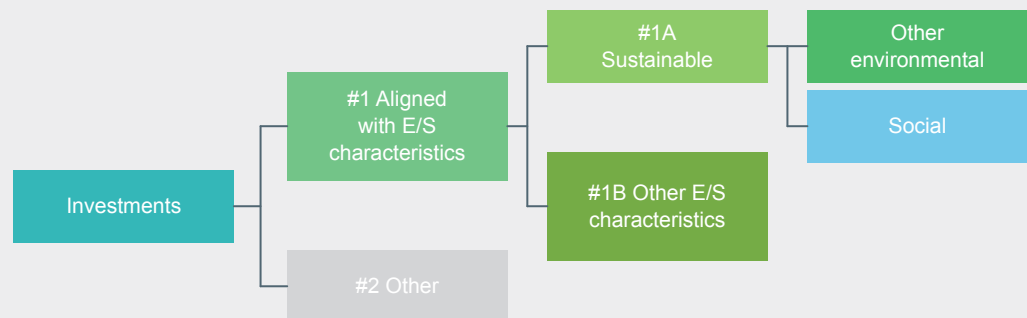 Investments
#1 Aligned
with E/S
characteristics
#2 Other
#1A
Sustainable
#1B Other E/S
characteristics
Other
environmental
Social